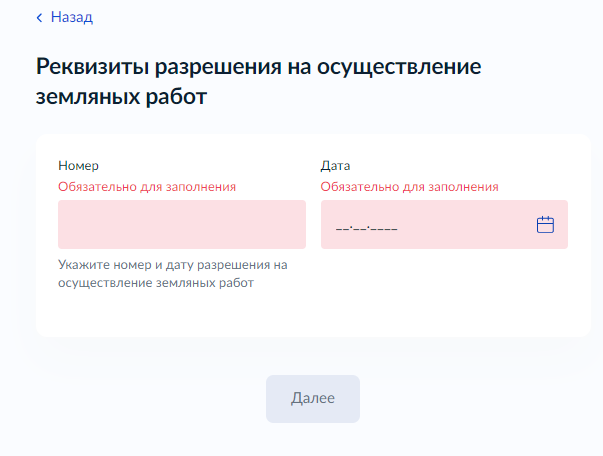 Назад
Реквизиты разрешения на осуществление
земляных работ
Номер
Обязательно для заполнения
Дата
Обязательно для заполнения
__.__.____
Укажите номер и дату разрешения на
осуществление земляных работ
Далее